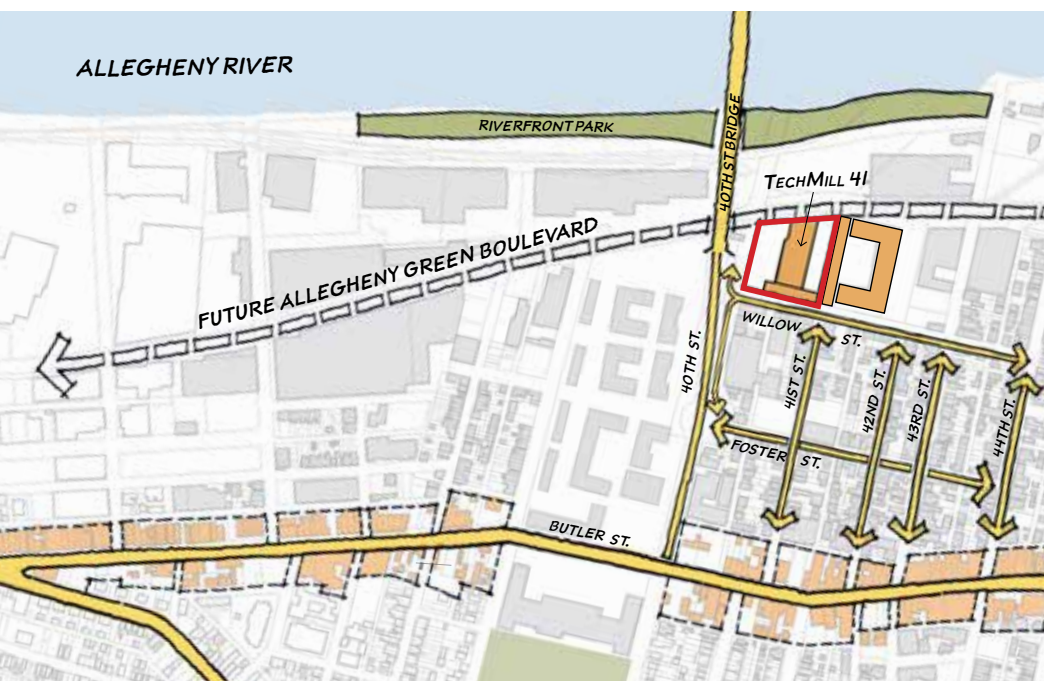 ALLEGHENY RIVER
RIVERFRONT PARK
40TH ST BRIDGE
TECHMILL 41
FUTURE ALLEGHENY GREEN BOULEVARD
WILLOW ST.
40TH ST.
41ST ST.
42ND ST.
43RD ST.
44TH ST.
FOSTER ST.
BUTLER ST.